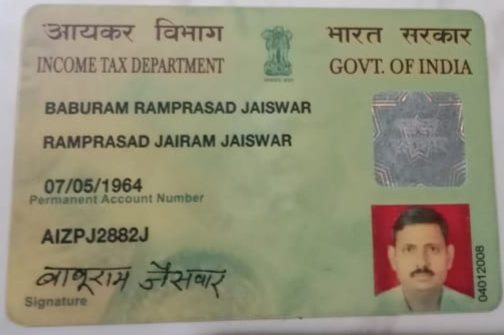 आयकर विभाग
INCOME TAX DEPARTMENT
भारत सरकार
GOVT. OF INDIA
BABURAM RAMPRASAD JAISWAR
RAMPRASAD JAIRAM JAISWAR
07/05/1964
Permanent Account Number
AIZPJ2882J
बाबूराम जैसवार
Signature
04012008